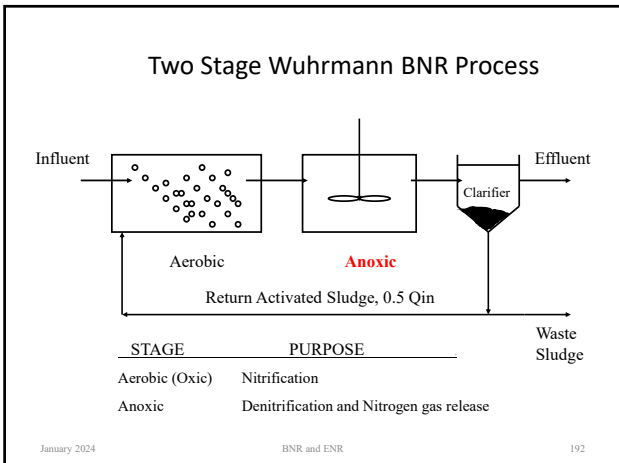 Two Stage Wuhrmann BNR Process
Influent
Effluent
Clarifier
Aerobic
Anoxic
Return Activated Sludge, 0.5 Qin
Waste
Sludge
STAGE PURPOSE
Aerobic (Oxic) Nitrification
Anoxic Denitrification and Nitrogen gas release
January 2024 BNR and ENR 192